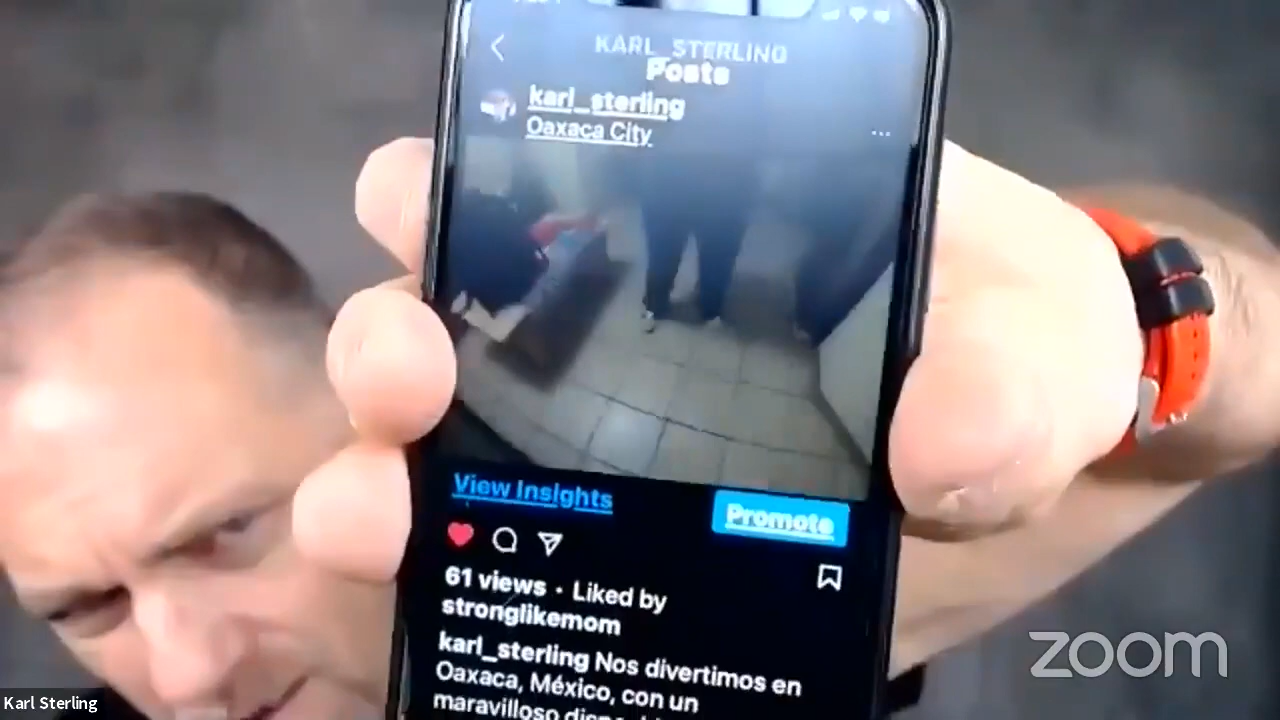 KARL_STERLING
Posts
karl_sterling
Oaxaca City
...
View Insights
Promote
61 views · Liked by
stronglikemom
karl_sterling Nos divertimos en
Oaxaca, México, con un
maravilloso
zoom
Karl Sterling